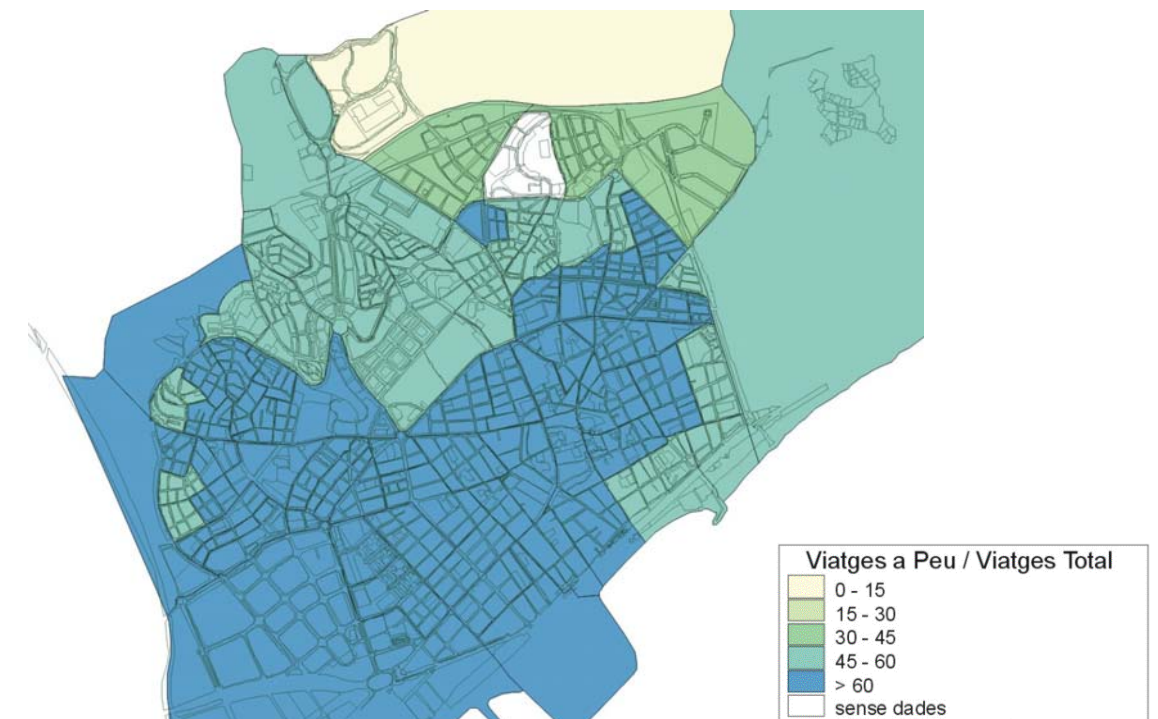 Viatges a Peu / Viatges Total
0 - 15
15 - 30
30 - 45
45 - 60
> 60
sense dades